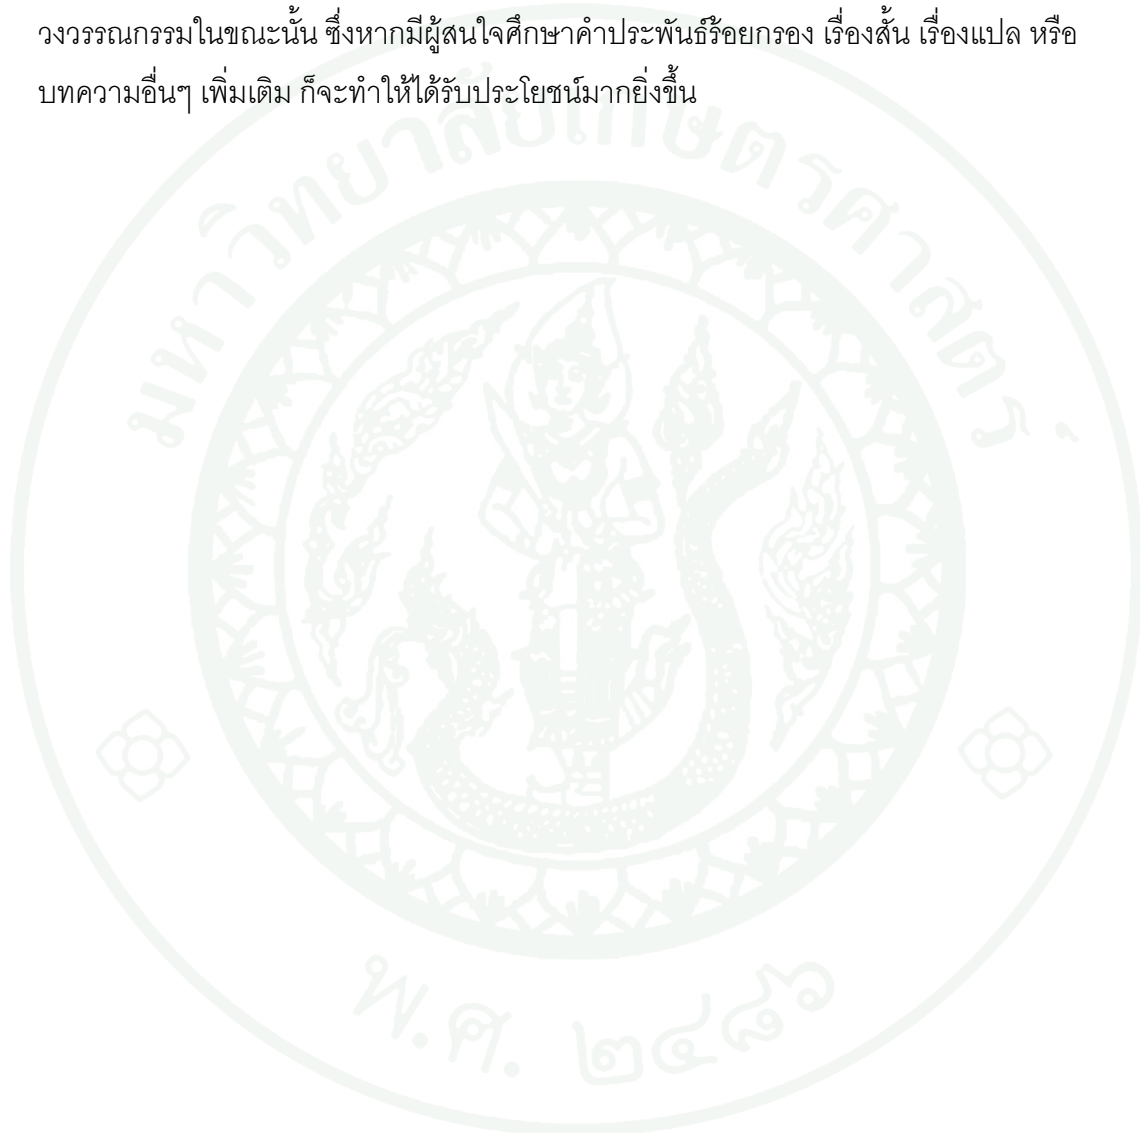 วงวรรณกรรมในขณะนั้น ซึ่งหากมีผู้สนใจศึกษาคำประพันธ์ร้อยกรอง เรื่องสั้น เรื่องแปล หรือ
บทความอื่นๆ เพิ่มเติม ก็จะทำให้ได้รับประโยชน์มากยิ่งขึ้น
มหาวิทยาลัยเกษตรศาสตร์
พ.ศ. ๒๔๘๖